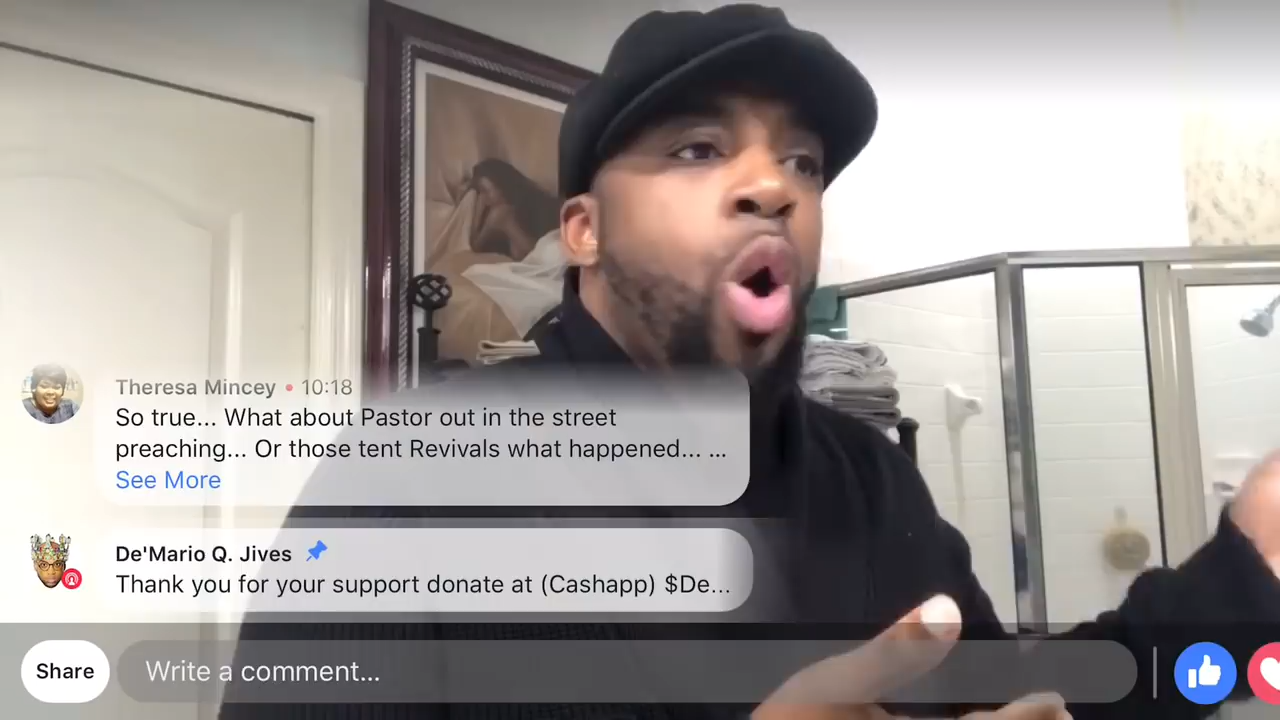 Theresa Mincey • 10:18
So true... What about Pastor out in the street
preaching... Or those tent Revivals what happened... ...
See More
De'Mario Q. Jives
Thank you for your support donate at (Cashapp) $De...
Share
Write a comment...